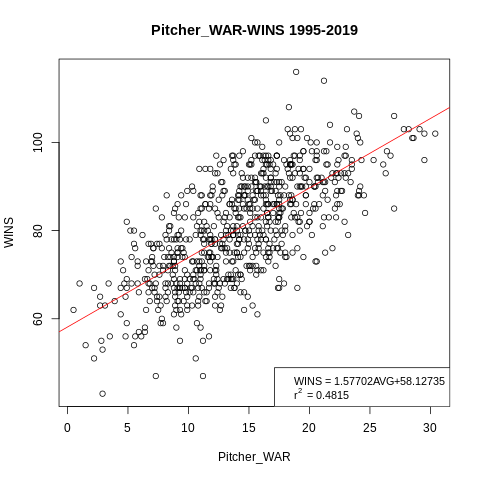 Pitcher_WAR-WINS 1995-2019
100
80
60
WINS
WINS = 1.57702AVG+58.12735
r² = 0.4815
0 5 10 15 20 25 30
Pitcher_WAR